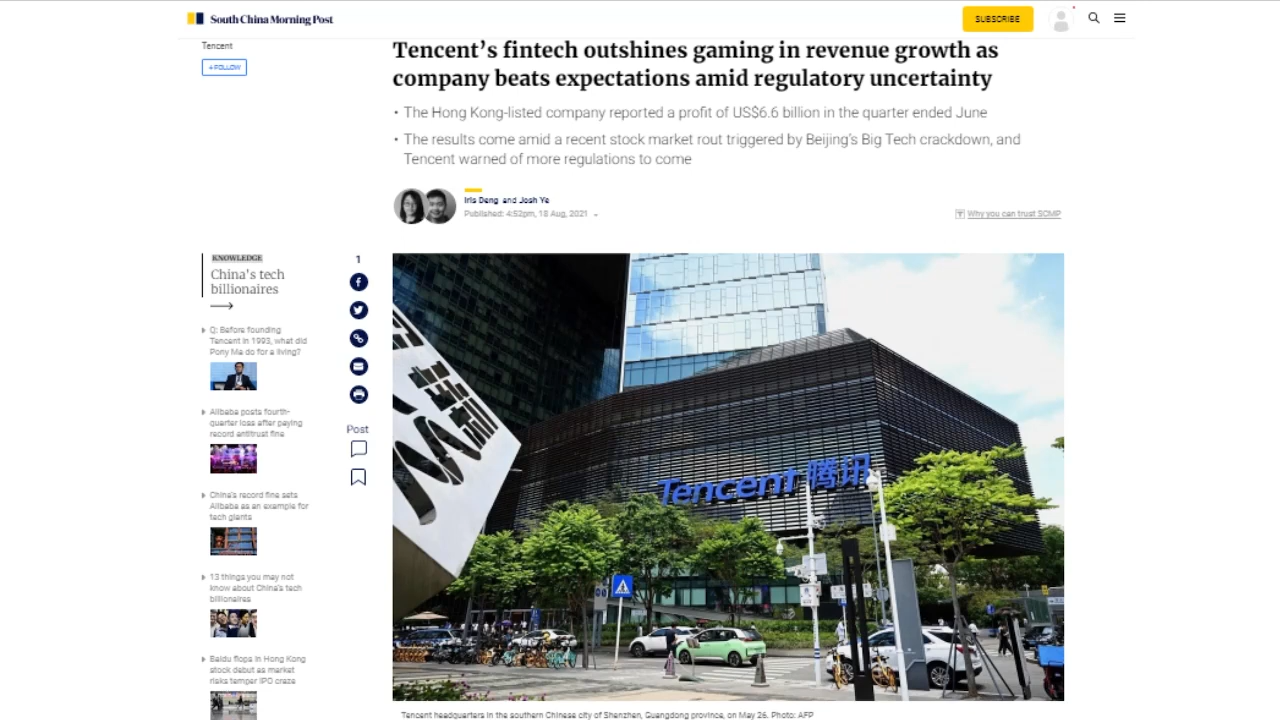 South China Morning Post
SUBSCRIBE
Tencent
+ FOLLOW
Tencent's fintech outshines gaming in revenue growth as
company beats expectations amid regulatory uncertainty
• The Hong Kong-listed company reported a profit of US$6.6 billion in the quarter ended June
• The results come amid a recent stock market rout triggered by Beijing's Big Tech crackdown, and
Tencent warned of more regulations to come
Iris Deng and Josh Ye
Published: 4:52pm, 18 Aug, 2021
Why you can trust SCMP
KNOWLEDGE
China's tech
billionaires
Q: Before founding
Tencent in 1993, what did
Pony Ma do for a living?
Alibaba posts fourth-
quarter loss after paying
record antitrust fine
China's record fine sets
Alibaba as an example for
tech giants
13 things you may not
know about China's tech
billionaires
Baidu flops in Hong Kong
stock debut as market
risks temper IPO craze
1
Post
Tencent 腾讯
Tencent headquarters in the southern Chinese city of Shenzhen, Guangdong province, on May 26. Photo: AFP